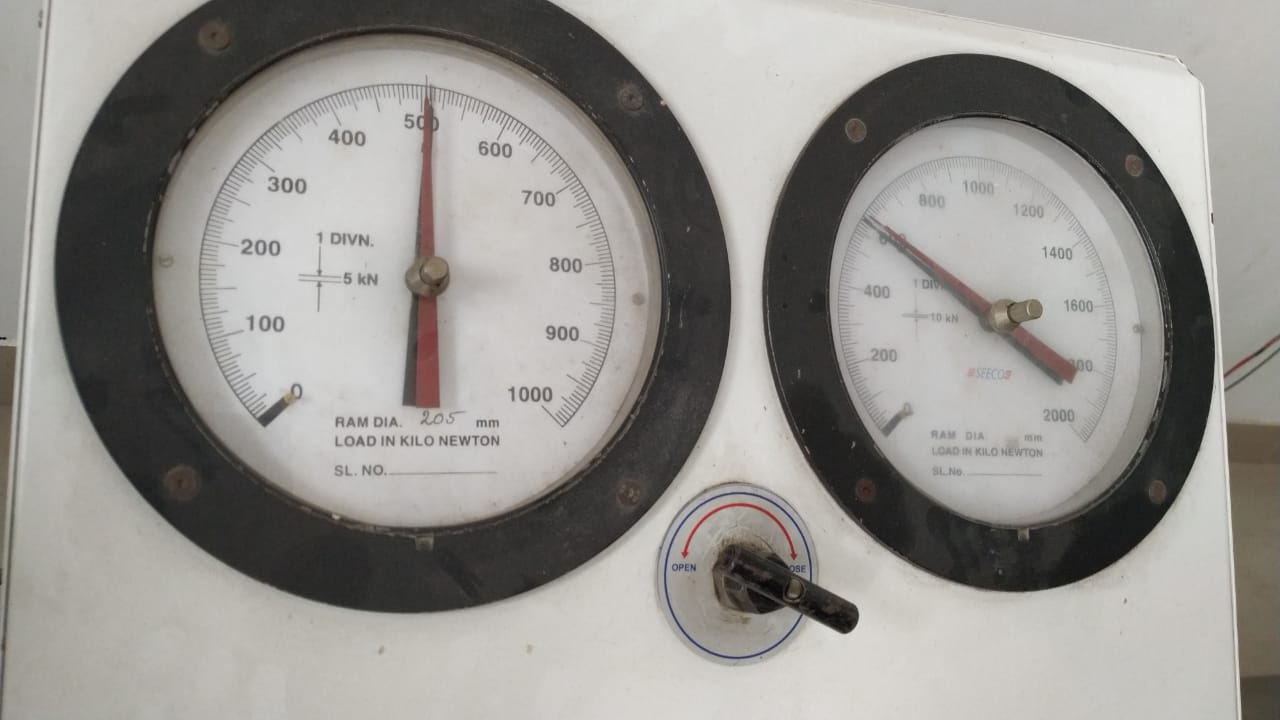 0
100
200
300
400
500
600
700
800
900
1000
1 DIVN.
5 kN
RAM DIA. 205 mm
LOAD IN KILO NEWTON
SL. NO.
0
200
400
600
800
1000
1200
1400
1600
2000
10 kN
SEECO
RAM DIA mm
LOAD IN KILO NEWTON
SL.No.
OPEN